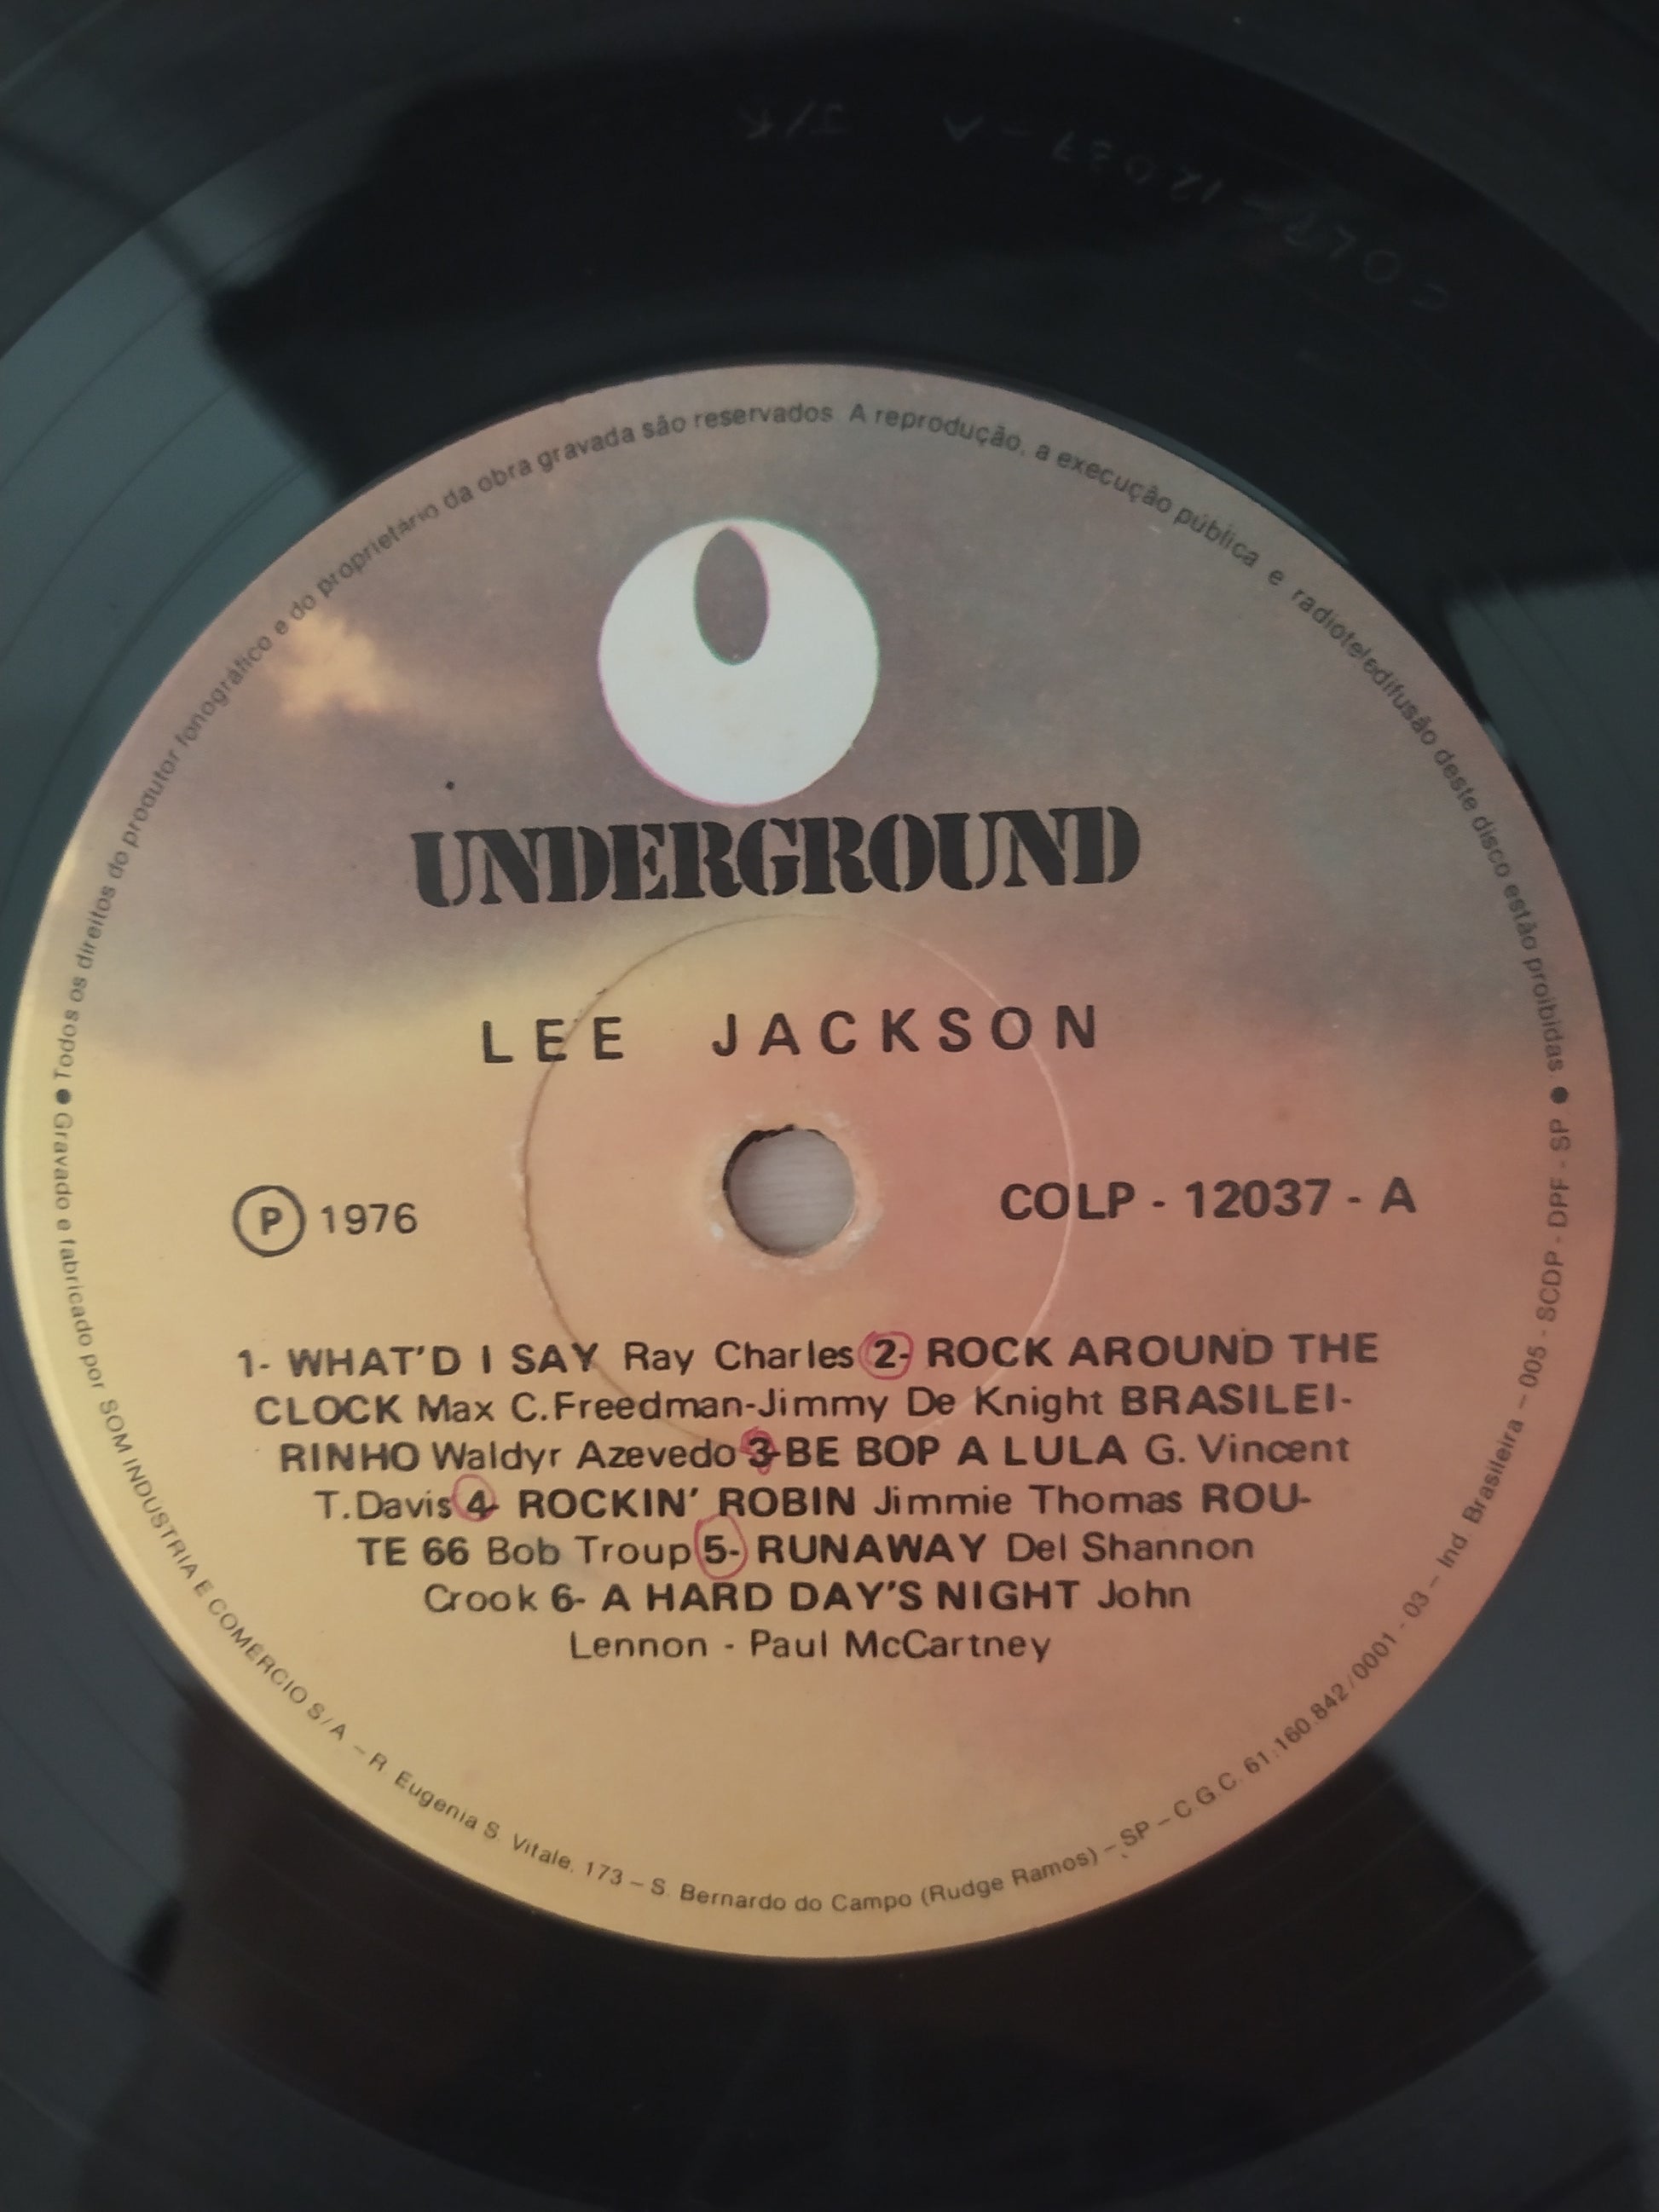 COLP-12037-A J/K
● Todos os direitos do produtor fonográfico e do proprietário da obra gravada são reservados. A reprodução, a execução pública e radioteledifusão deste disco estão proibidas ●
UNDERGROUND
LEE JACKSON
Ⓟ 1976
COLP - 12037 - A
1- WHAT'D I SAY Ray Charles 2- ROCK AROUND THE
CLOCK Max C.Freedman-Jimmy De Knight BRASILEI-
RINHO Waldyr Azevedo 3-BE BOP A LULA G. Vincent
T.Davis 4- ROCKIN' ROBIN Jimmie Thomas ROU-
TE 66 Bob Troup 5- RUNAWAY Del Shannon
Crook 6- A HARD DAY'S NIGHT John
Lennon - Paul McCartney
Gravado e fabricado por SOM INDUSTRIA E COMERCIO S/A – R. Eugenia S. Vitale, 173 – S. Bernardo do Campo (Rudge Ramos) – SP – C.G.C. 61.160.842/0001-03 – Ind. Brasileira – 005 - SCDP - DPF - SP